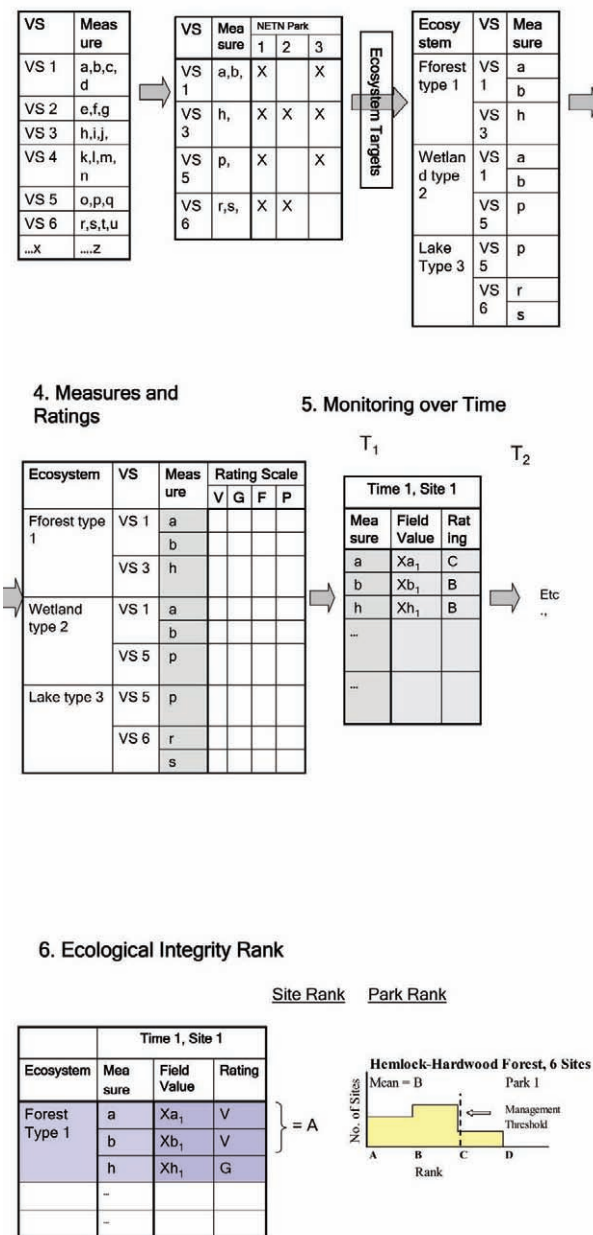 VS Meas
ure
VS 1 a,b,c,
d
VS 2 e,f,g
VS 3 h,i,j,
VS 4 k,l,m,
n
VS 5 o,p,q
VS 6 r,s,t,u
...x ....z
VS Mea
sure NETN Park
1 2 3
VS
1 a,b, X X
VS
3 h, X X X
VS
5 p, X X
VS
6 r,s, X X
Ecosystem Targets
Ecosy
stem VS Mea
sure
Fforest
type 1 VS
1 a
b
VS
3 h
Wetlan
d type
2 VS
1 a
b
VS
5 p
Lake
Type 3 VS
5 p
VS
6 r
s
4. Measures and
Ratings
Ecosystem VS Meas
ure Rating Scale
V G F P
Fforest type
1 VS 1 a
b
VS 3 h
Wetland
type 2 VS 1 a
b
VS 5 p
Lake type 3 VS 5 p
VS 6 r
s
5. Monitoring over Time
T1 T2
Time 1, Site 1
Mea
sure Field
Value Rat
ing
a Xa1 C
b Xb1 B
h Xh1 B
...
...
Etc
.,
6. Ecological Integrity Rank
Site Rank Park Rank
Time 1, Site 1
Ecosystem Mea
sure Field
Value Rating
Forest
Type 1 a Xa1 V
b Xb1 V
h Xh1 G
...
...
= A
Hemlock-Hardwood Forest, 6 Sites
Mean = B Park 1
Management
Threshold
No. of Sites
A B C D
Rank